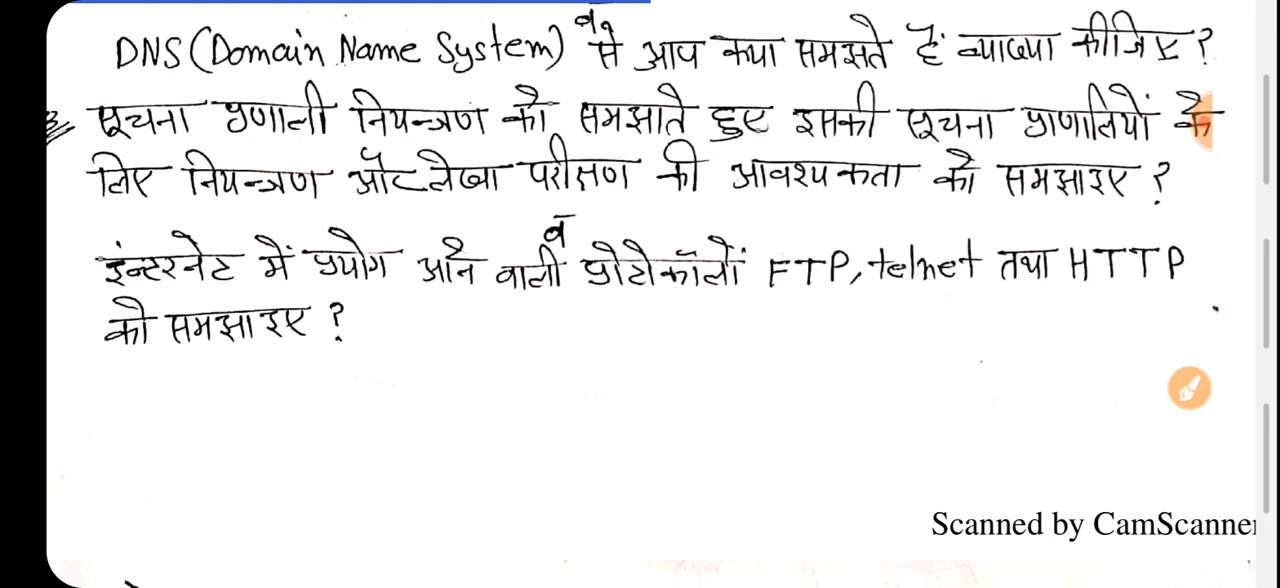 DNS (Domain Name System) से आप क्या समझते हैं व्याख्या कीजिए ?
सूचना प्रणाली नियन्त्रण को समझाते हुए इसकी सूचना प्रणालियों के
लिए नियन्त्रण और लेखा परीक्षण की आवश्यकता को समझाइए ?
इंटरनेट में प्रयोग आने वाली प्रोटोकॉलों FTP, telnet तथा HTTP
को समझाइए ?
Scanned by CamScanner